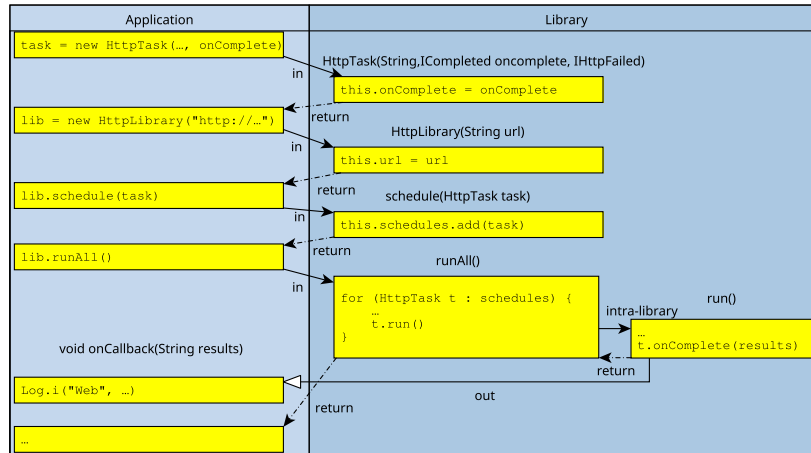 Application
Library
task = new HttpTask(…, onComplete)
HttpTask(String,ICompleted oncomplete, IHttpFailed)
in
this.onComplete = onComplete
return
lib = new HttpLibrary("http://…")
HttpLibrary(String url)
in
this.url = url
return
lib.schedule(task)
schedule(HttpTask task)
in
this.schedules.add(task)
return
lib.runAll()
runAll()
in
for (HttpTask t : schedules) {
…
t.run()
}
intra-library
run()
…
t.onComplete(results)
return
void onCallback(String results)
Log.i("Web", …)
out
return
…